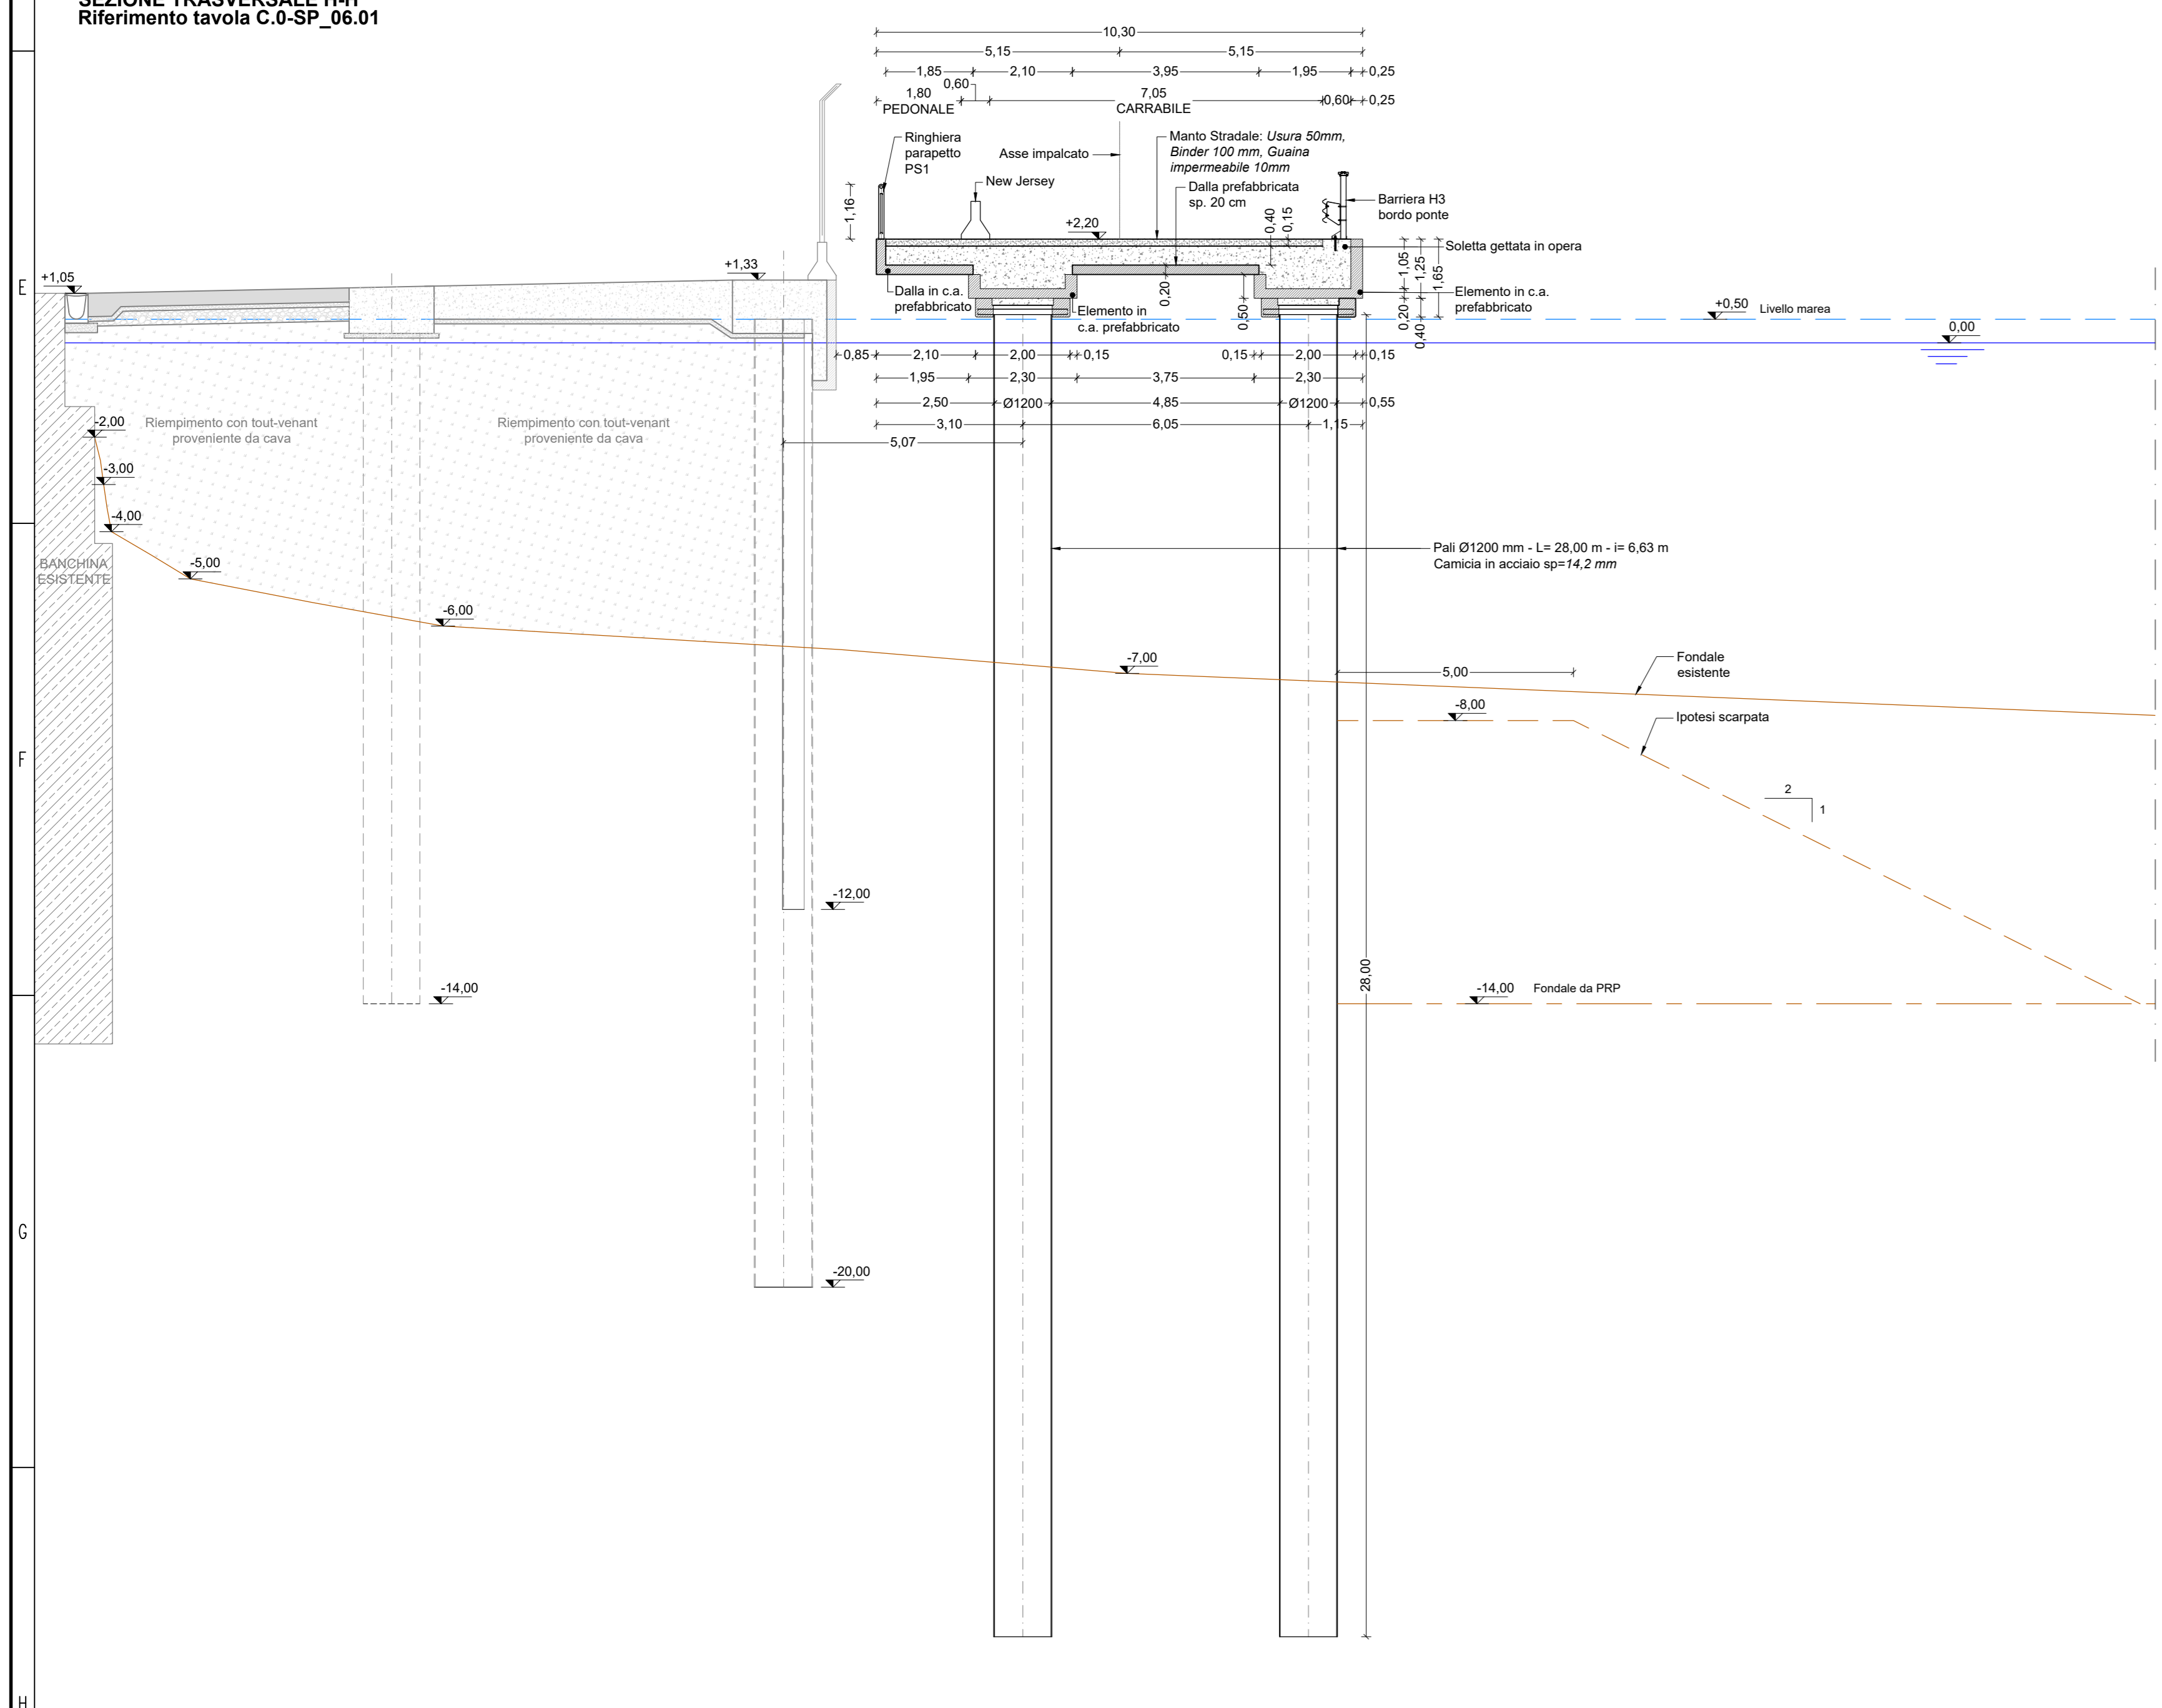 SEZIONE TRASVERSALE H-H
Riferimento tavola C.0-SP_06.01
10,30
5,15
5,15
1,85
2,10
3,95
1,95
0,25
0,60
1,80
7,05
0,60
0,25
PEDONALE
CARRABILE
Ringhiera
parapetto
PS1
Asse impalcato
Manto Stradale: Usura 50mm,
Binder 100 mm, Guaina
impermeabile 10mm
New Jersey
Dalla prefabbricata
sp. 20 cm
Barriera H3
bordo ponte
1,16
+2,20
0,40
0,15
Soletta gettata in opera
1,05
1,25
1,65
E
+1,05
+1,33
Dalla in c.a.
prefabbricato
0,20
0,50
Elemento in
c.a. prefabbricato
Elemento in c.a.
prefabbricato
0,20
0,40
+0,50
Livello marea
0,00
0,85
2,10
2,00
0,15
0,15
2,00
0,15
1,95
2,30
3,75
2,30
2,50
Ø1200
4,85
Ø1200
0,55
3,10
6,05
1,15
5,07
-2,00
Riempimento con tout-venant
proveniente da cava
Riempimento con tout-venant
proveniente da cava
-3,00
-4,00
BANCHINA
ESISTENTE
-5,00
Pali Ø1200 mm - L= 28,00 m - i= 6,63 m
Camicia in acciaio sp=14,2 mm
-6,00
-7,00
5,00
Fondale
esistente
-8,00
Ipotesi scarpata
F
2
1
-12,00
28,00
-14,00
-14,00
Fondale da PRP
G
-20,00
H